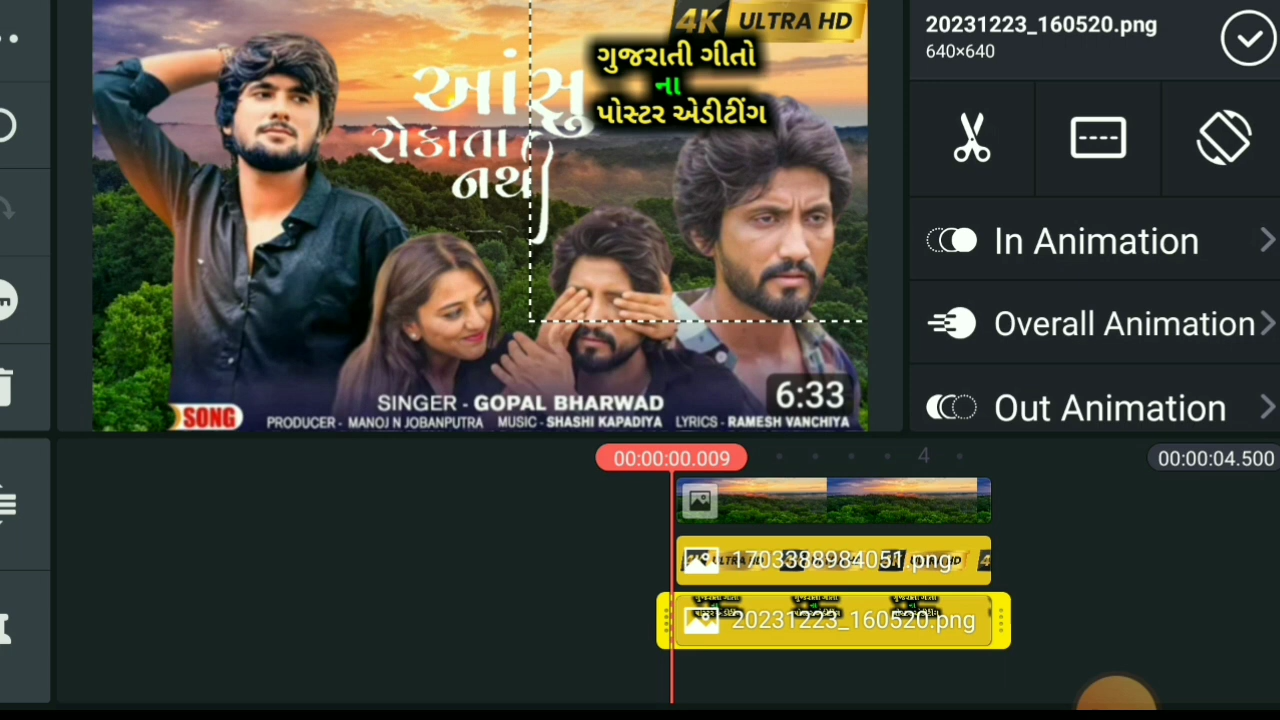 20231223_160520.png
640×640
4K ULTRA HD
ગુજરાતી ગીતો
ના
પોસ્ટર એડીટીંગ
આંસુ
રોકાતા
નથી
In Animation
Overall Animation
Out Animation
6:33
SINGER - GOPAL BHARWAD
SONG
PRODUCER - MANOJ N JOBANPUTRA MUSIC - SHASHI KAPADIYA LYRICS - RAMESH VANCHIYA
00:00:00.009
4
00:00:04.500
1703388984051.png
20231223_160520.png